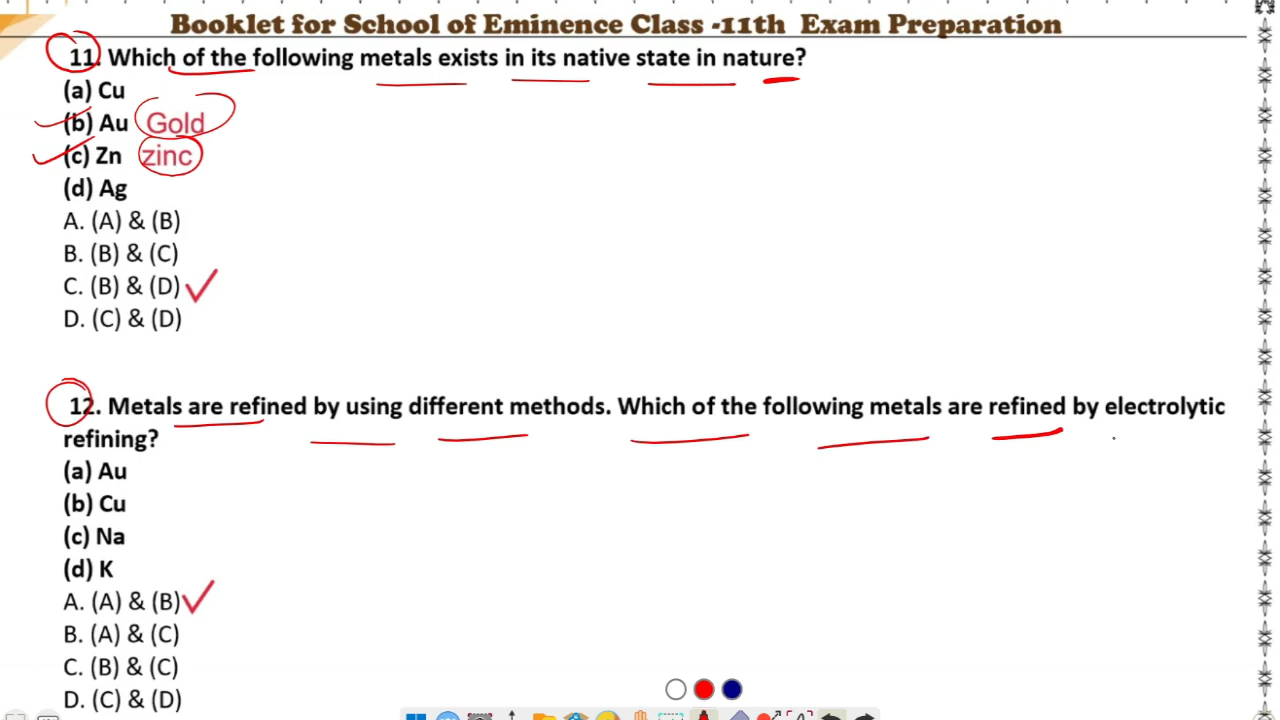 Booklet for School of Eminence Class -11th Exam Preparation
11. Which of the following metals exists in its native state in nature?
(a) Cu
(b) Au Gold
(c) Zn zinc
(d) Ag
A. (A) & (B)
B. (B) & (C)
C. (B) & (D)
D. (C) & (D)
12. Metals are refined by using different methods. Which of the following metals are refined by electrolytic
refining?
(a) Au
(b) Cu
(c) Na
(d) K
A. (A) & (B)
B. (A) & (C)
C. (B) & (C)
D. (C) & (D)